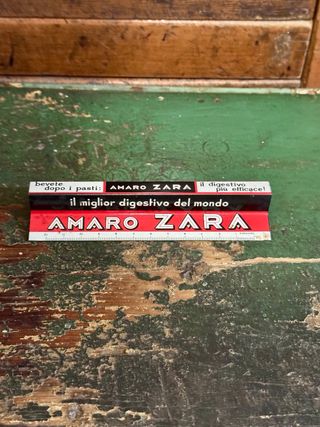 bevete
dopo i pasti:
AMARO ZARA
il digestivo
più efficace!
il miglior digestivo del mondo
AMARO ZARA